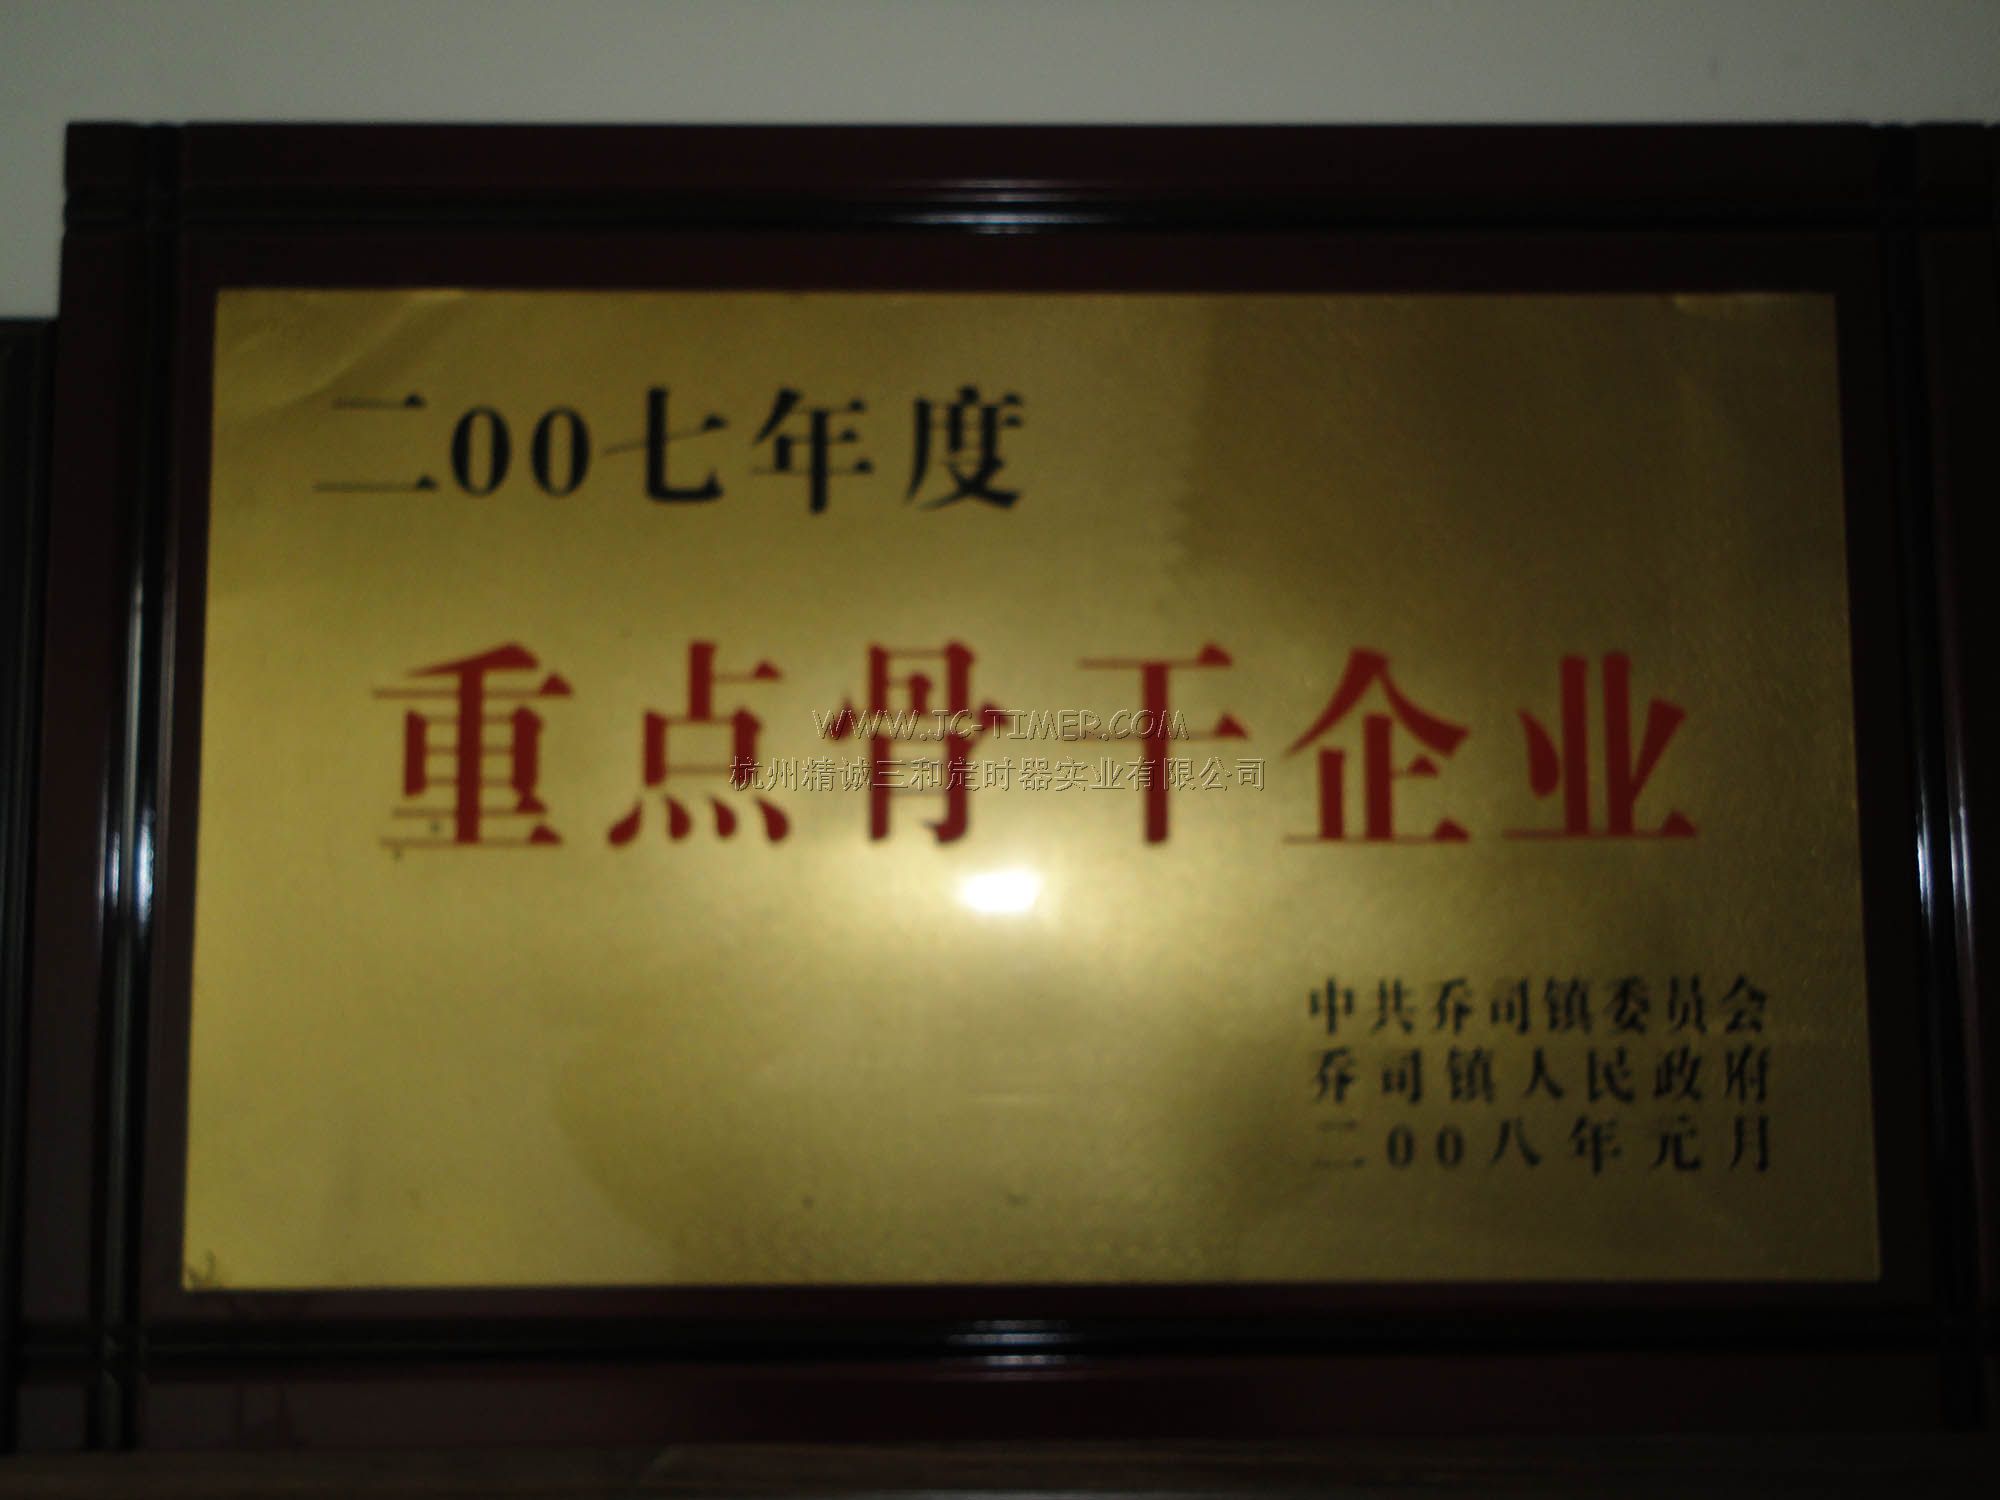 二00七年度
重点骨干企业
WWW.JC-TIMER.COM
杭州精诚三和定时器实业有限公司
中共乔司镇委员会
乔司镇人民政府
二00八年元月